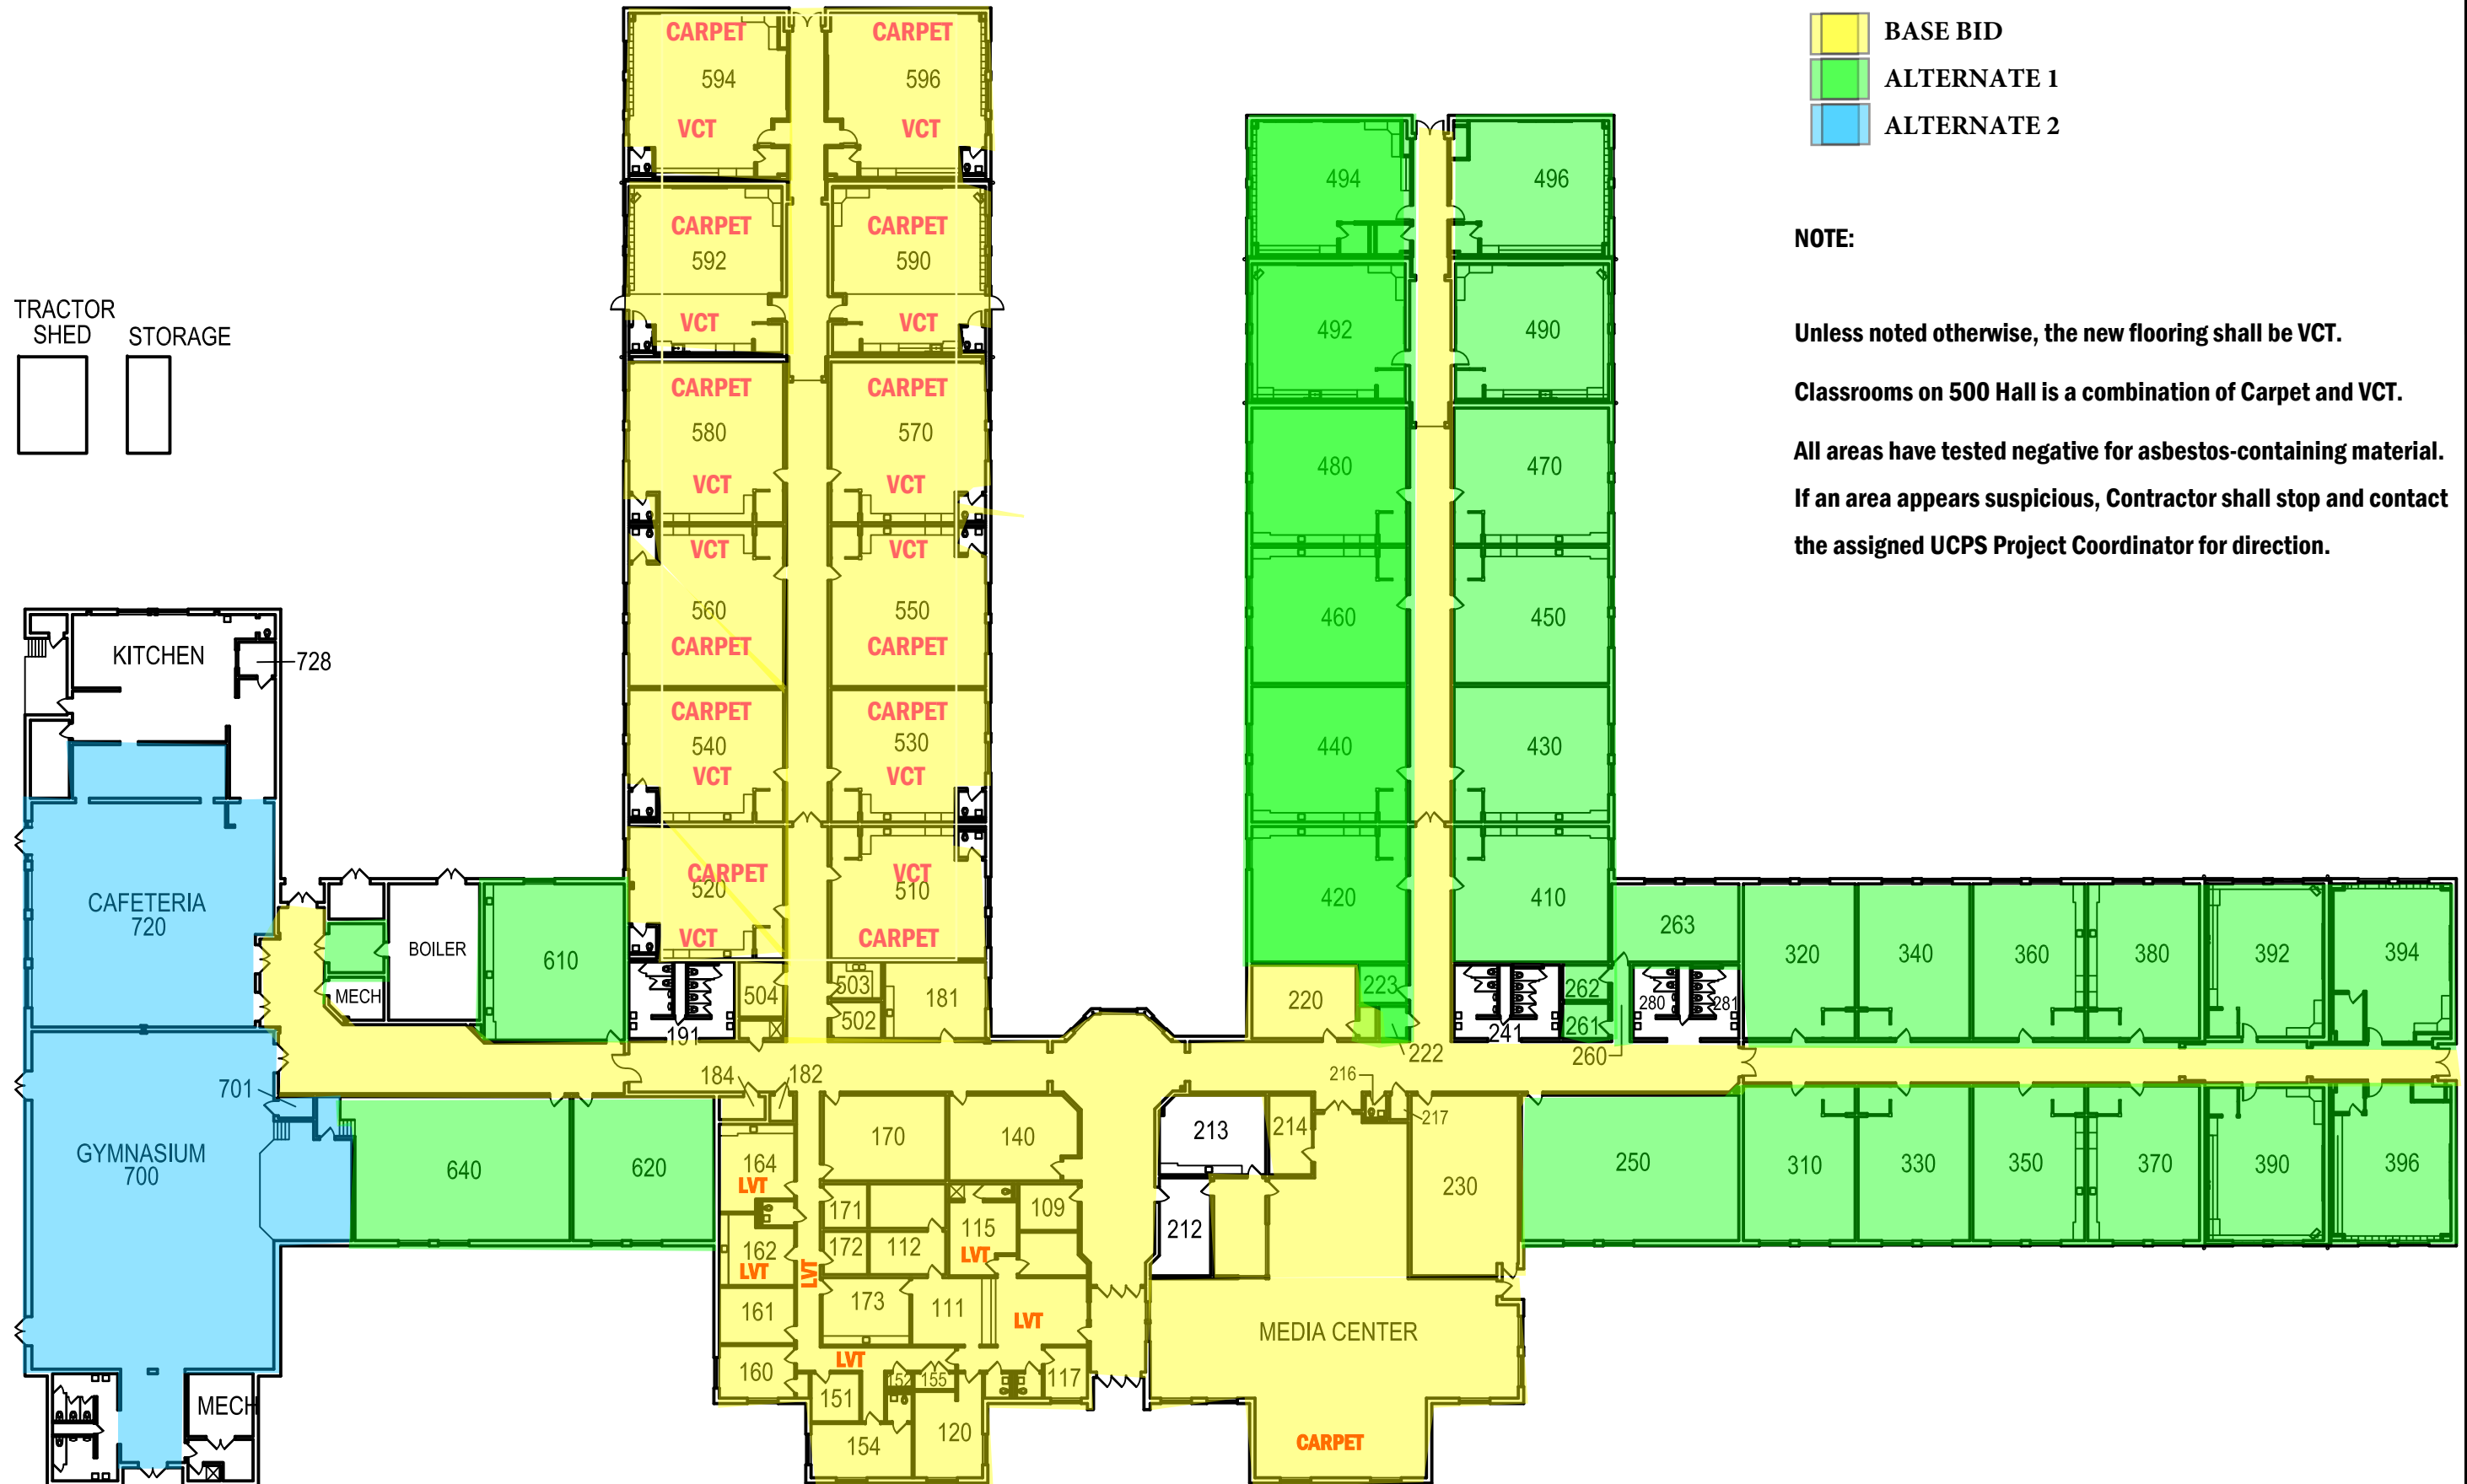 BASE BID
ALTERNATE 1
ALTERNATE 2
NOTE:
Unless noted otherwise, the new flooring shall be VCT.
Classrooms on 500 Hall is a combination of Carpet and VCT.
All areas have tested negative for asbestos-containing material.
If an area appears suspicious, Contractor shall stop and contact
the assigned UCPS Project Coordinator for direction.
TRACTOR
SHED
STORAGE
CARPET
594
VCT
CARPET
596
VCT
CARPET
592
VCT
CARPET
590
VCT
CARPET
580
VCT
CARPET
570
VCT
VCT
560
CARPET
VCT
550
CARPET
CARPET
540
VCT
CARPET
530
VCT
CARPET
520
VCT
VCT
510
CARPET
494
496
492
490
480
470
460
450
440
430
420
410
KITCHEN
728
CAFETERIA
720
BOILER
MECH
610
191
504
503
502
181
220
223
222
241
262
261
260
263
280
281
320
340
360
380
392
394
GYMNASIUM
700
701
MECH
640
620
184
182
164
LVT
162
LVT
161
160
LVT
170
140
171
172
112
115
LVT
109
173
111
LVT
LVT
151
152
155
117
154
120
213
214
216
217
212
230
MEDIA CENTER
CARPET
250
310
330
350
370
390
396